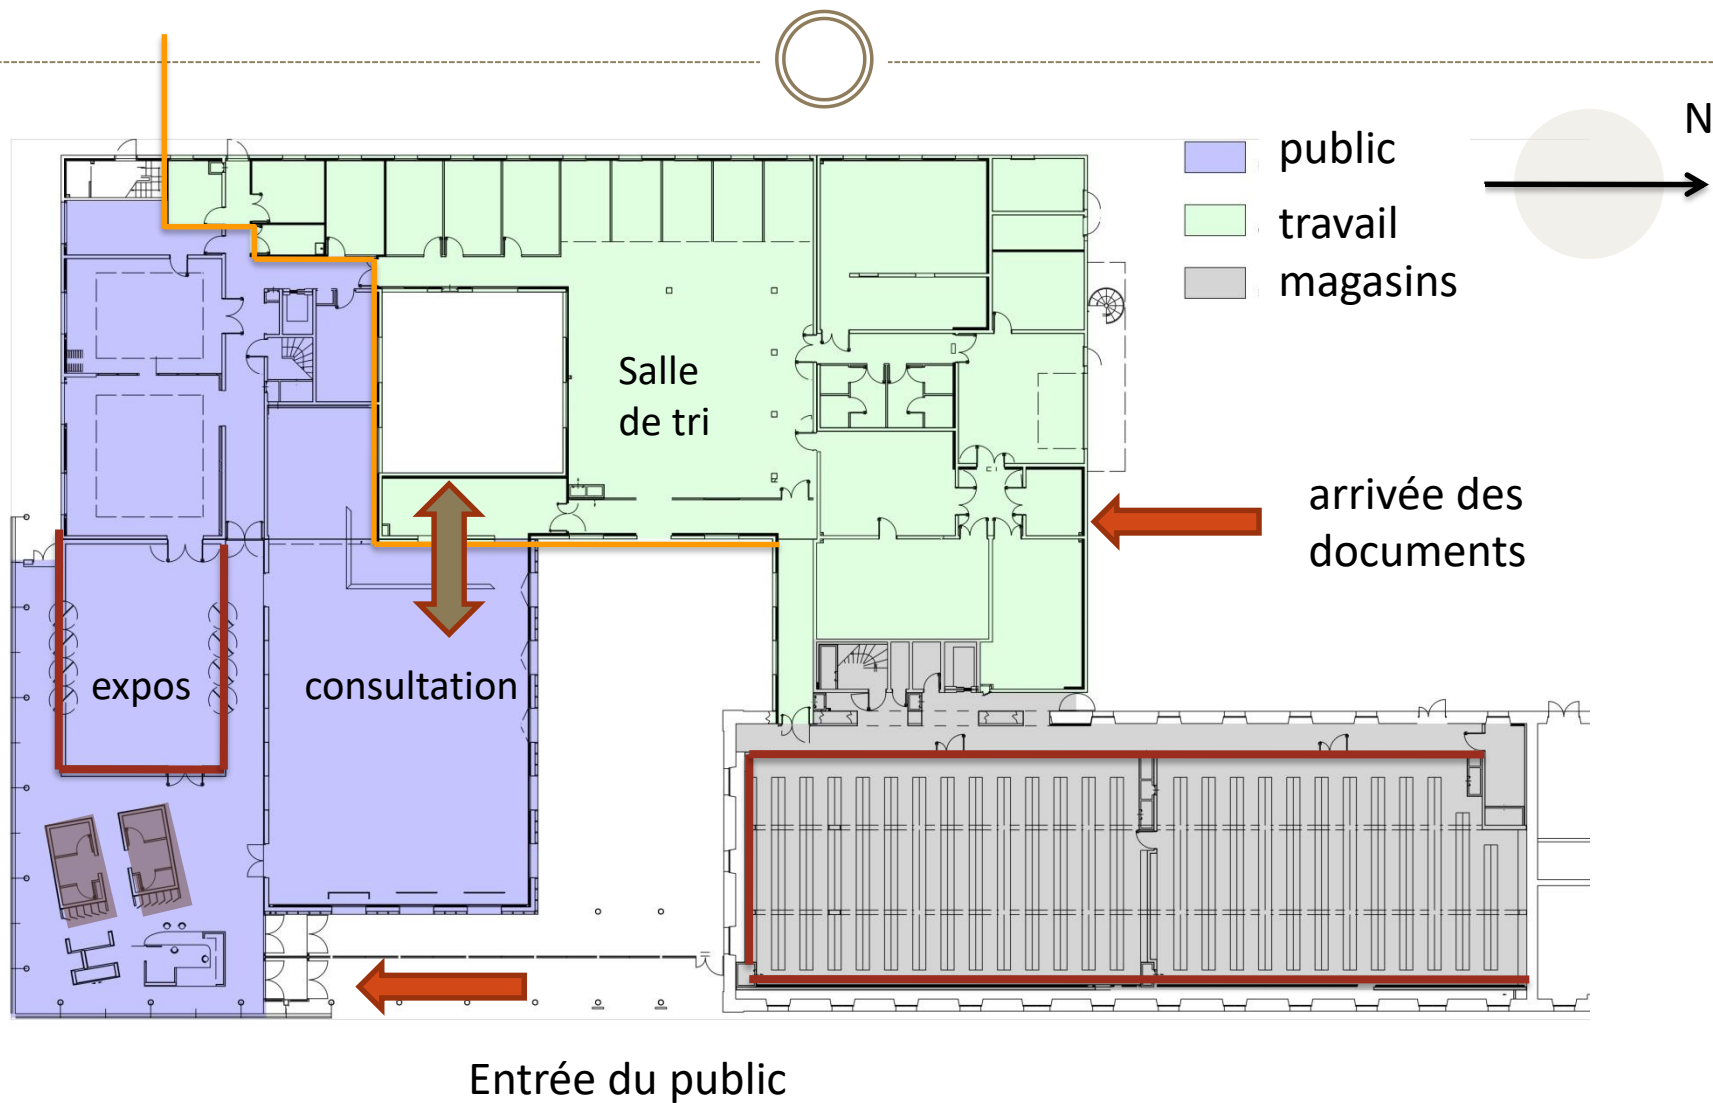 N
public
travail
magasins
Salle
de tri
arrivée des
documents
expos
consultation
Entrée du public